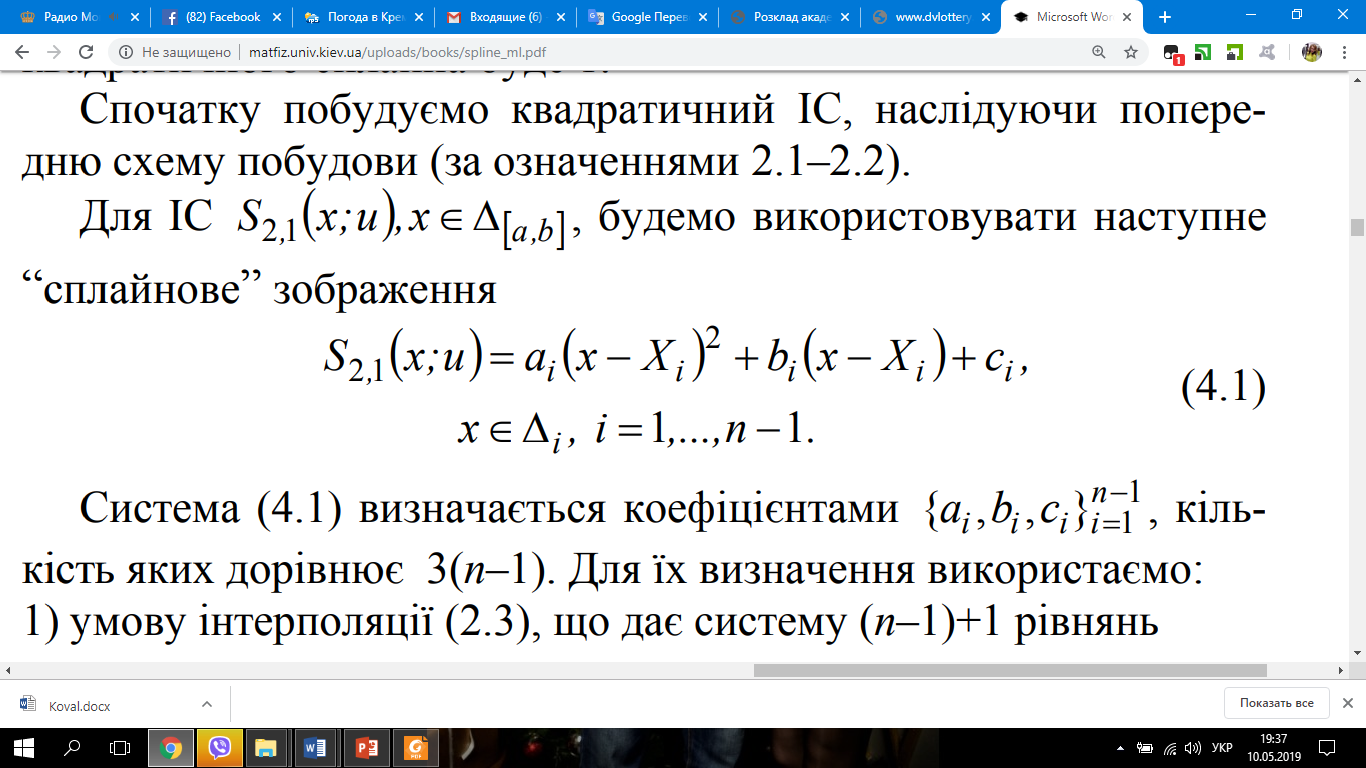 Радио Мо
(82) Facebook
Погода в Кре
Входящие (6)
Google Перев
Розклад акаде
www.dvlottery
Microsoft Wor
Не защищено | matfiz.univ.kiev.ua/uploads/books/spline_ml.pdf
1
Спочатку побудуємо квадратичний ІС, наслідуючи попере-
дню схему побудови (за означеннями 2.1–2.2).
Для ІС S₂,₁(x;u), x ∈ Δ[a,b], будемо використовувати наступне
“сплайнове” зображення
S₂,₁(x;u) = aᵢ(x − Xᵢ)² + bᵢ(x − Xᵢ) + cᵢ,
(4.1)
x ∈ Δᵢ, i = 1,...,n − 1.
Система (4.1) визначається коефіцієнтами {aᵢ, bᵢ, cᵢ}ᵢ₌₁ⁿ⁻¹, кіль-
кість яких дорівнює 3(n–1). Для їх визначення використаємо:
1) умову інтерполяції (2.3), що дає систему (n–1)+1 рівнянь
Koval.docx
Показать все
УКР
19:37
10.05.2019